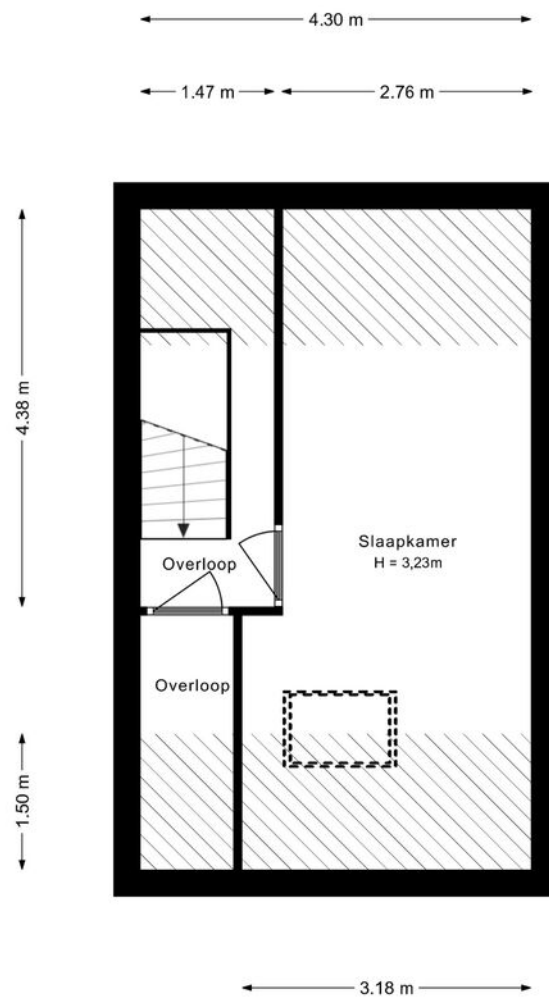 4.30 m
1.47 m
2.76 m
4.38 m
Slaapkamer
H = 3,23m
Overloop
Overloop
1.50 m
3.18 m